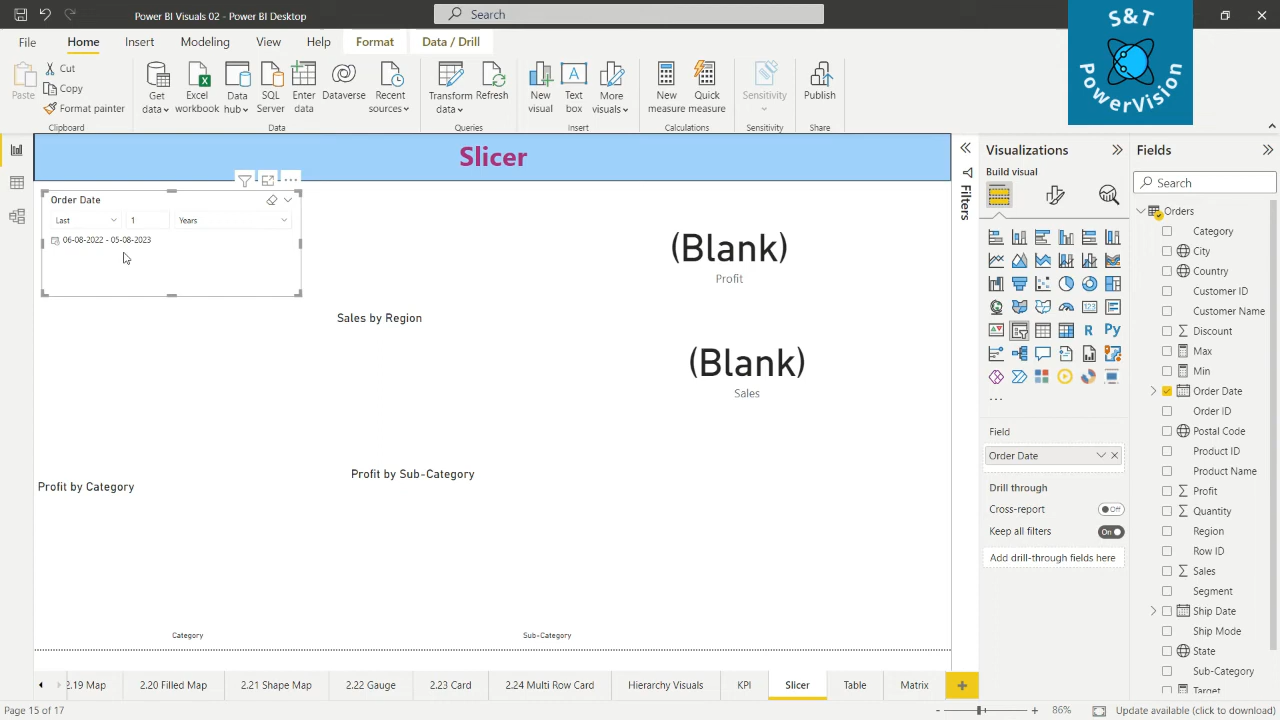 Power BI Visuals 02 - Power BI Desktop
Search
S&T
PowerVision
File
Home
Insert
Modeling
View
Help
Format
Data / Drill
Paste
Cut
Copy
Format painter
Clipboard
Get data
Excel workbook
Data hub
SQL Server
Enter data
Dataverse
Recent sources
Data
Transform data
Refresh
Queries
New visual
Text box
More visuals
Insert
New measure
Quick measure
Calculations
Sensitivity
Sensitivity
Publish
Share
Slicer
Order Date
Last
1
Years
06-08-2022 - 05-08-2023
(Blank)
Profit
Sales by Region
(Blank)
Sales
Profit by Sub-Category
Profit by Category
Category
Sub-Category
Filters
Visualizations
Build visual
123
R
Py
...
Field
Order Date
Drill through
Cross-report
Off
Keep all filters
On
Add drill-through fields here
Fields
Search
Orders
Category
City
Country
Customer ID
Customer Name
Discount
Max
Min
Order Date
Order ID
Postal Code
Product ID
Product Name
Profit
Quantity
Region
Row ID
Sales
Segment
Ship Date
Ship Mode
State
Sub-Category
Target
2.19 Map
2.20 Filled Map
2.21 Shape Map
2.22 Gauge
2.23 Card
2.24 Multi Row Card
Hierarchy Visuals
KPI
Slicer
Table
Matrix
Page 15 of 17
86%
Update available (click to download)